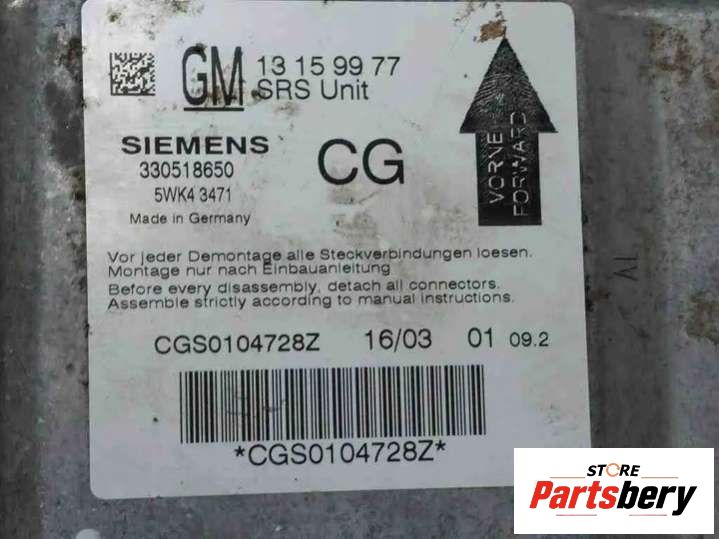 GM 13 15 99 77
SRS Unit
SIEMENS
330518650
5WK4 3471
Made in Germany
CG
VORNE
FORWARD
Vor jeder Demontage alle Steckverbindungen loesen.
Montage nur nach Einbauanleitung
Before every disassembly, detach all connectors.
Assemble strictly according to manual instructions.
CGS0104728Z 16/03 01 09.2
*CGS0104728Z*
STORE
Partsbery